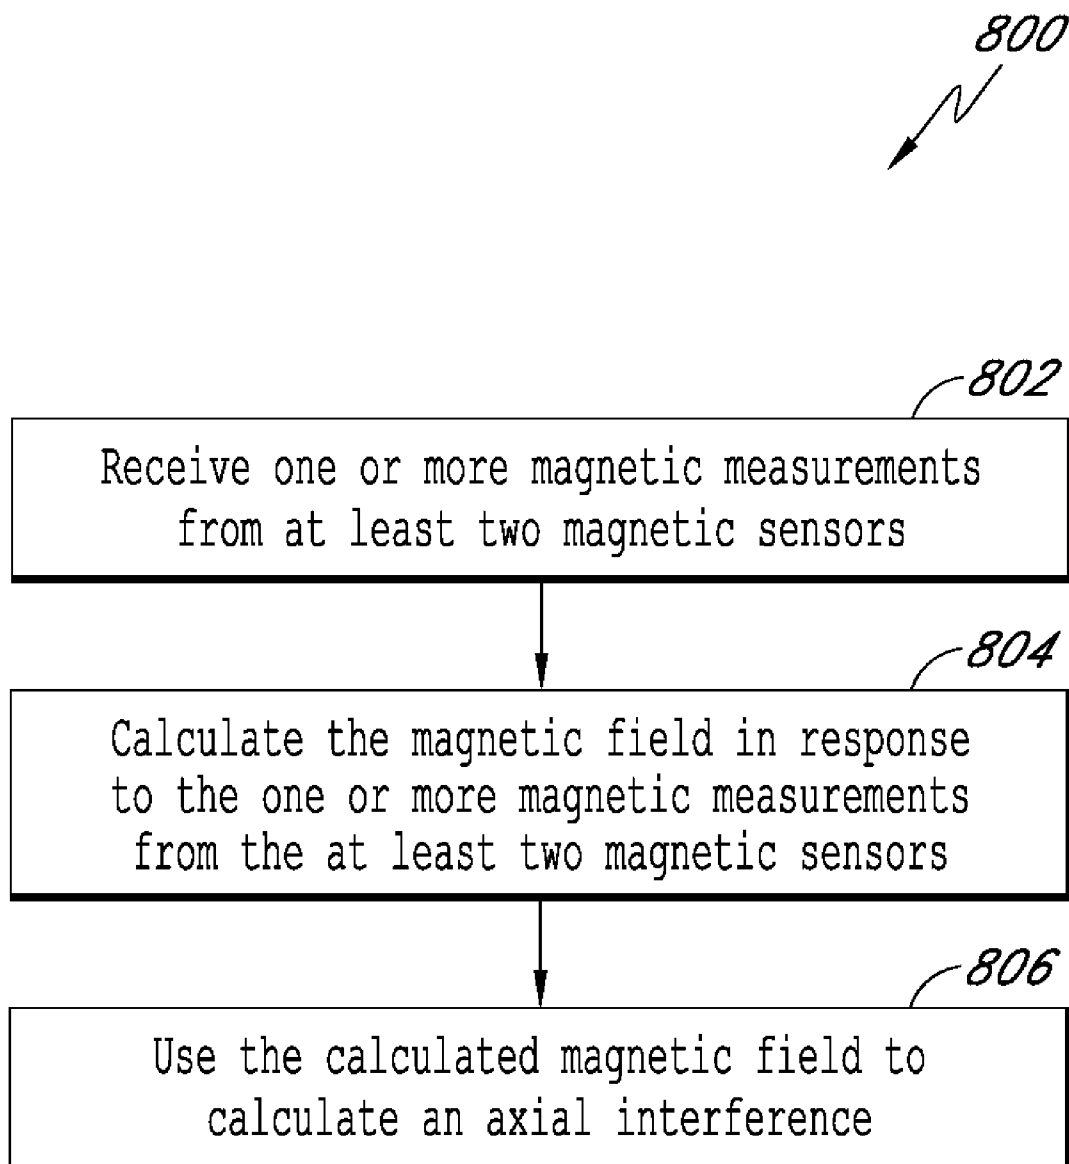 800
802
Receive one or more magnetic measurements
from at least two magnetic sensors
804
Calculate the magnetic field in response
to the one or more magnetic measurements
from the at least two magnetic sensors
806
Use the calculated magnetic field to
calculate an axial interference